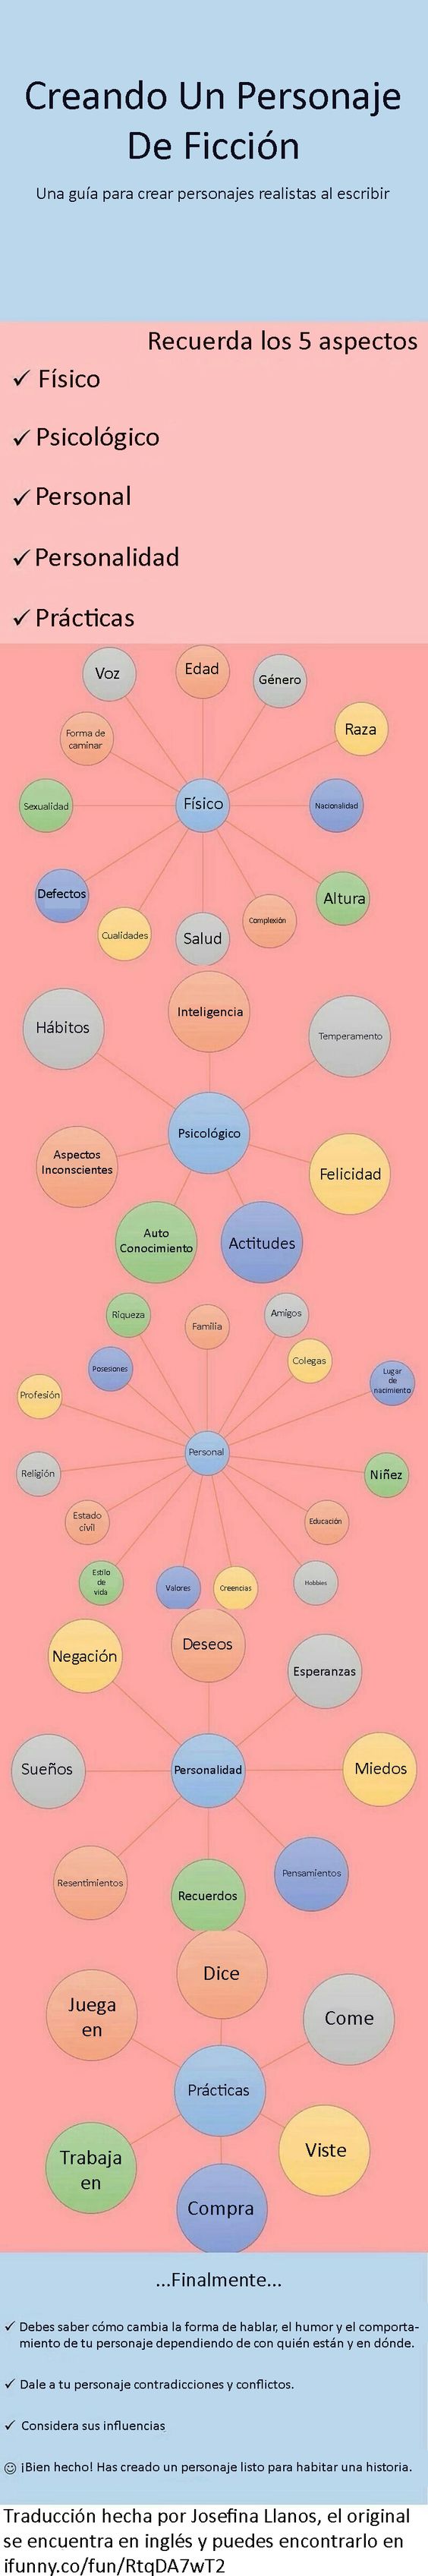 Creando Un Personaje
De Ficción
Una guía para crear personajes realistas al escribir
Recuerda los 5 aspectos
✓ Físico
✓ Psicológico
✓ Personal
✓ Personalidad
✓ Prácticas
Voz
Edad
Género
Forma de
caminar
Raza
Sexualidad
Físico
Nacionalidad
Defectos
Altura
Cualidades
Salud
Complexión
Hábitos
Inteligencia
Temperamento
Psicológico
Aspectos
Inconscientes
Felicidad
Auto
Conocimiento
Actitudes
Riqueza
Familia
Amigos
Posesiones
Colegas
Profesión
Lugar
de
nacimiento
Personal
Religión
Niñez
Estado
civil
Educación
Estilo
de
vida
Valores
Creencias
Hobbies
Negación
Deseos
Esperanzas
Sueños
Personalidad
Miedos
Resentimientos
Recuerdos
Pensamientos
Dice
Juega
en
Come
Prácticas
Trabaja
en
Viste
Compra
...Finalmente...
✓ Debes saber cómo cambia la forma de hablar, el humor y el comporta-
miento de tu personaje dependiendo de con quién están y en dónde.
✓ Dale a tu personaje contradicciones y conflictos.
✓ Considera sus influencias
☺ ¡Bien hecho! Has creado un personaje listo para habitar una historia.
Traducción hecha por Josefina Llanos, el original
se encuentra en inglés y puedes encontrarlo en
ifunny.co/fun/RtqDA7wT2